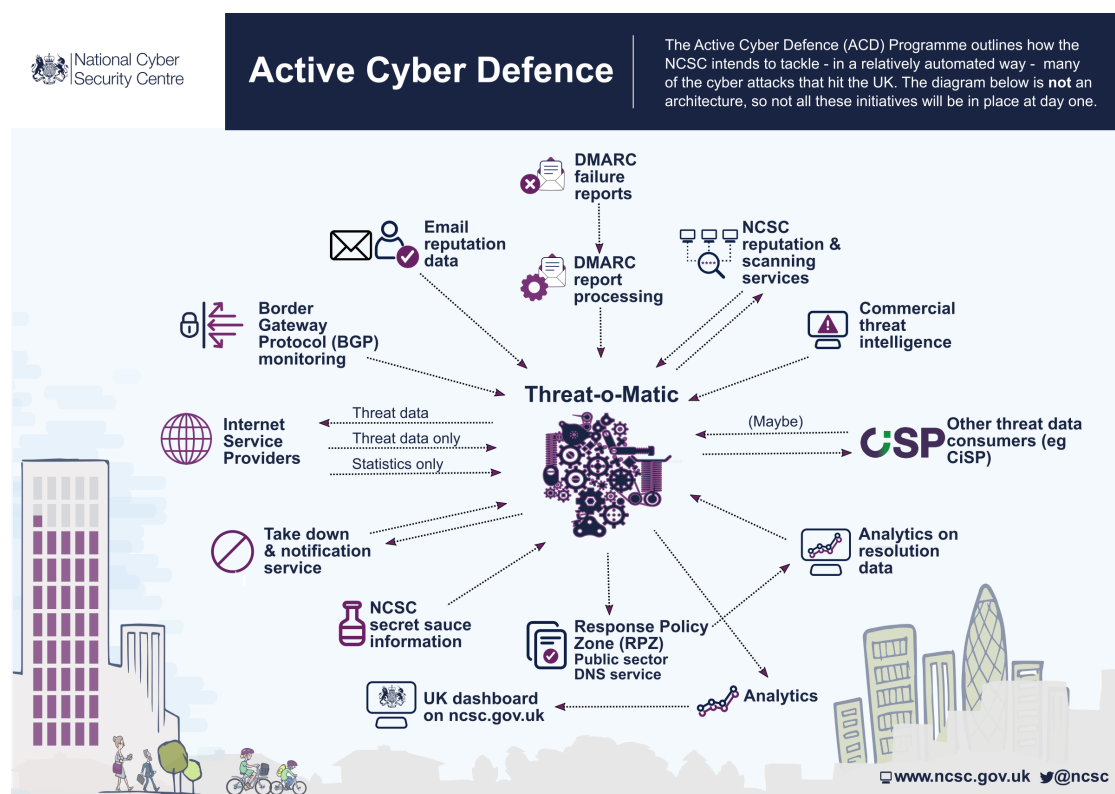 National Cyber
Security Centre
Active Cyber Defence
The Active Cyber Defence (ACD) Programme outlines how the
NCSC intends to tackle - in a relatively automated way - many
of the cyber attacks that hit the UK. The diagram below is not an
architecture, so not all these initiatives will be in place at day one.
DMARC
failure
reports
Email
reputation
data
NCSC
reputation &
scanning
services
DMARC
report
processing
Border
Gateway
Protocol (BGP)
monitoring
Commercial
threat
intelligence
Threat-o-Matic
Internet
Service
Providers
Threat data
Threat data only
Statistics only
(Maybe)
CiSP
Other threat data
consumers (eg
CiSP)
Take down
& notification
service
Analytics on
resolution
data
NCSC
secret sauce
information
Response Policy
Zone (RPZ)
Public sector
DNS service
UK dashboard
on ncsc.gov.uk
Analytics
www.ncsc.gov.uk @ncsc